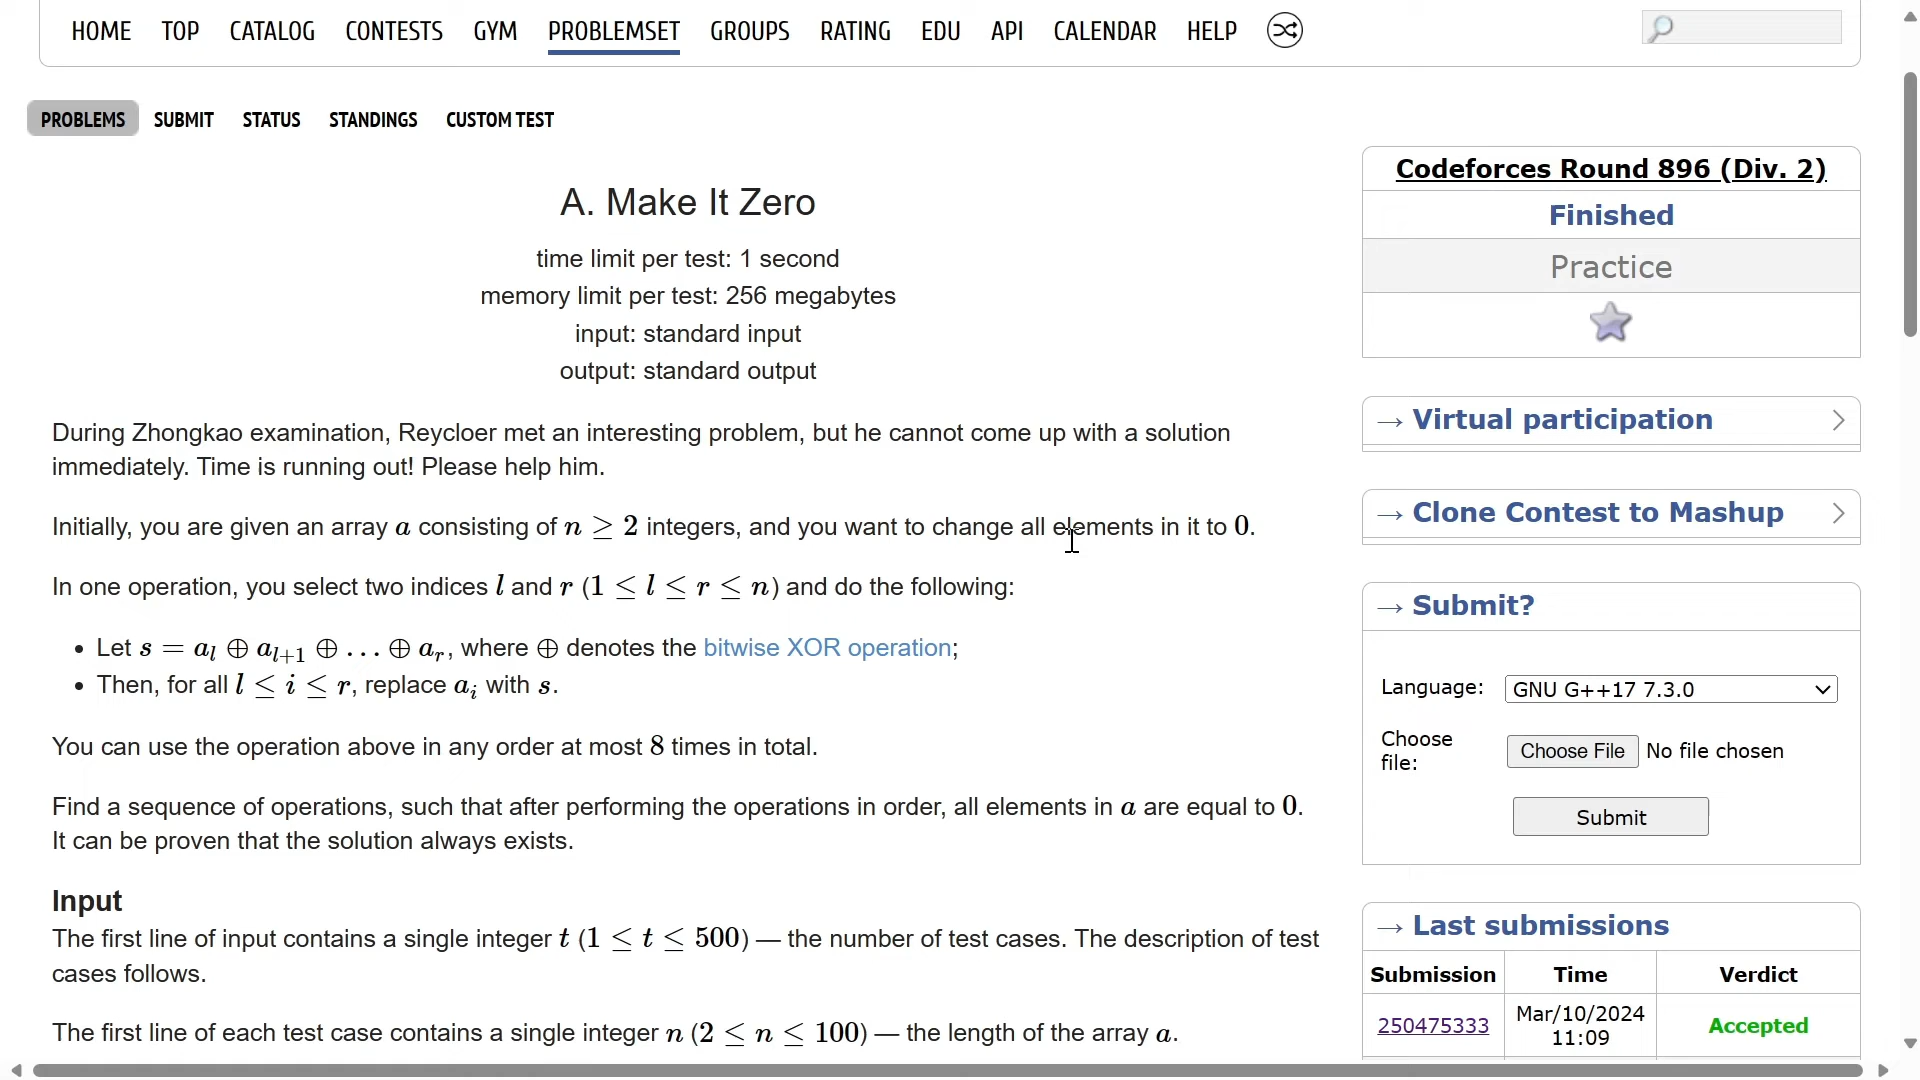 HOME TOP CATALOG CONTESTS GYM PROBLEMSET GROUPS RATING EDU API CALENDAR HELP
PROBLEMS SUBMIT STATUS STANDINGS CUSTOM TEST
A. Make It Zero
time limit per test: 1 second
memory limit per test: 256 megabytes
input: standard input
output: standard output
During Zhongkao examination, Reycloer met an interesting problem, but he cannot come up with a solution
immediately. Time is running out! Please help him.
Initially, you are given an array a consisting of n ≥ 2 integers, and you want to change all elements in it to 0.
In one operation, you select two indices l and r (1 ≤ l ≤ r ≤ n) and do the following:
• Let s = a_l ⊕ a_{l+1} ⊕ … ⊕ a_r, where ⊕ denotes the bitwise XOR operation;
• Then, for all l ≤ i ≤ r, replace a_i with s.
You can use the operation above in any order at most 8 times in total.
Find a sequence of operations, such that after performing the operations in order, all elements in a are equal to 0.
It can be proven that the solution always exists.
Input
The first line of input contains a single integer t (1 ≤ t ≤ 500) — the number of test cases. The description of test
cases follows.
The first line of each test case contains a single integer n (2 ≤ n ≤ 100) — the length of the array a.
Codeforces Round 896 (Div. 2)
Finished
Practice
→ Virtual participation
→ Clone Contest to Mashup
→ Submit?
Language: GNU G++17 7.3.0
Choose
file:
Choose File No file chosen
Submit
→ Last submissions
Submission Time Verdict
250475333 Mar/10/2024
11:09
Accepted